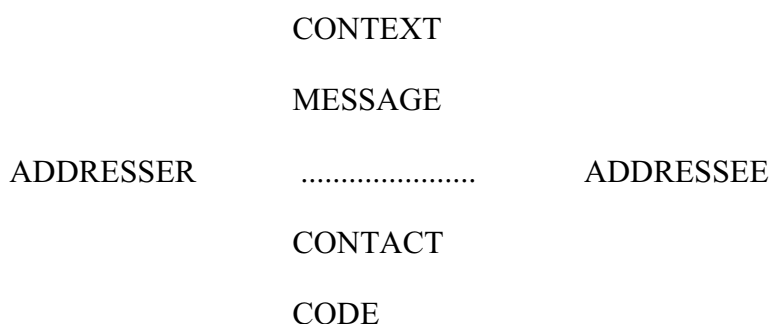 CONTEXT
MESSAGE
ADDRESSER ...................... ADDRESSEE
CONTACT
CODE